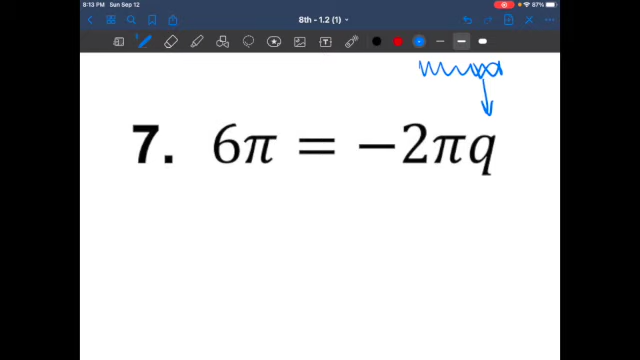 8:13 PM Sun Sep 12
87%
8th - 1.2 (1)
7. 6π = −2πq